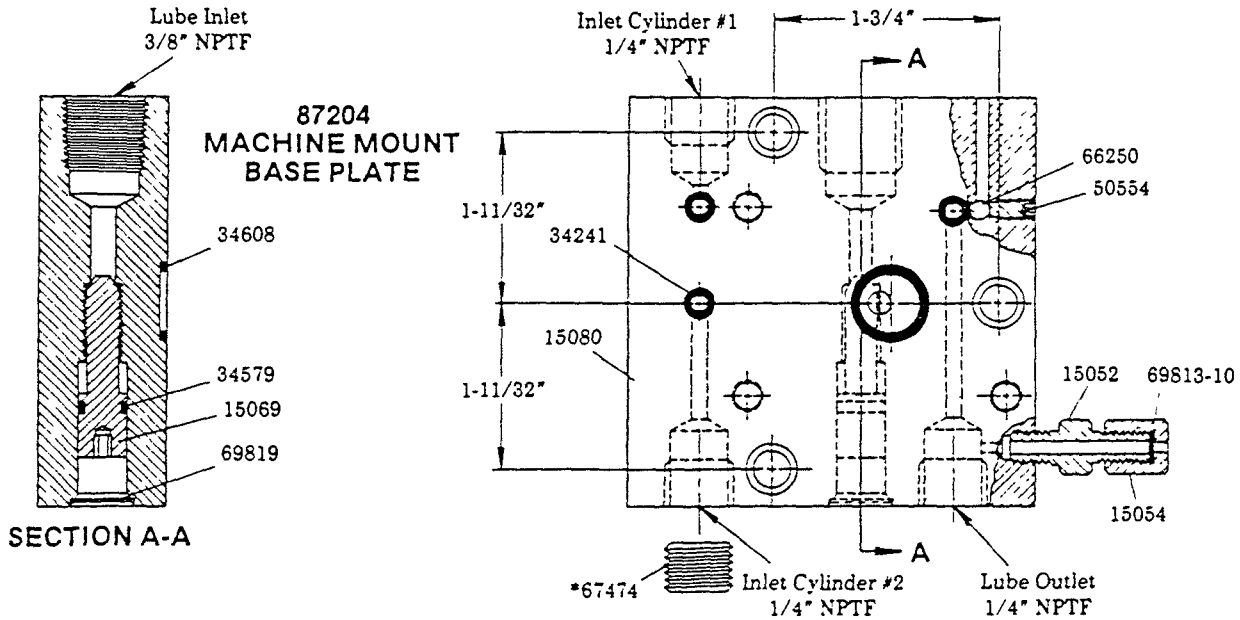 Lube Inlet
3/8" NPTF
87204
MACHINE MOUNT
BASE PLATE
34608
34579
15069
69819
SECTION A-A
Inlet Cylinder #1
1/4" NPTF
1-3/4"
A
66250
50554
1-11/32"
34241
15080
1-11/32"
15052
69813-10
15054
A
*67474
Inlet Cylinder #2
1/4" NPTF
Lube Outlet
1/4" NPTF